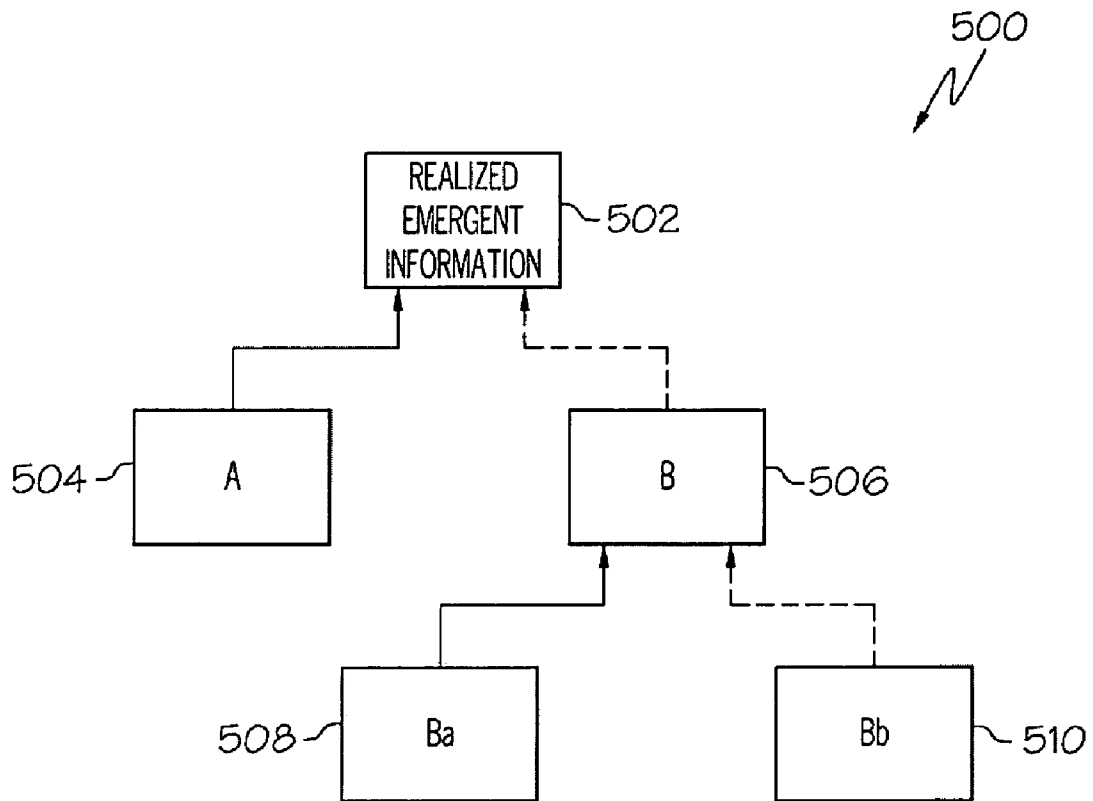 500
REALIZED
EMERGENT
INFORMATION
502
504
A
B
506
508
Ba
Bb
510